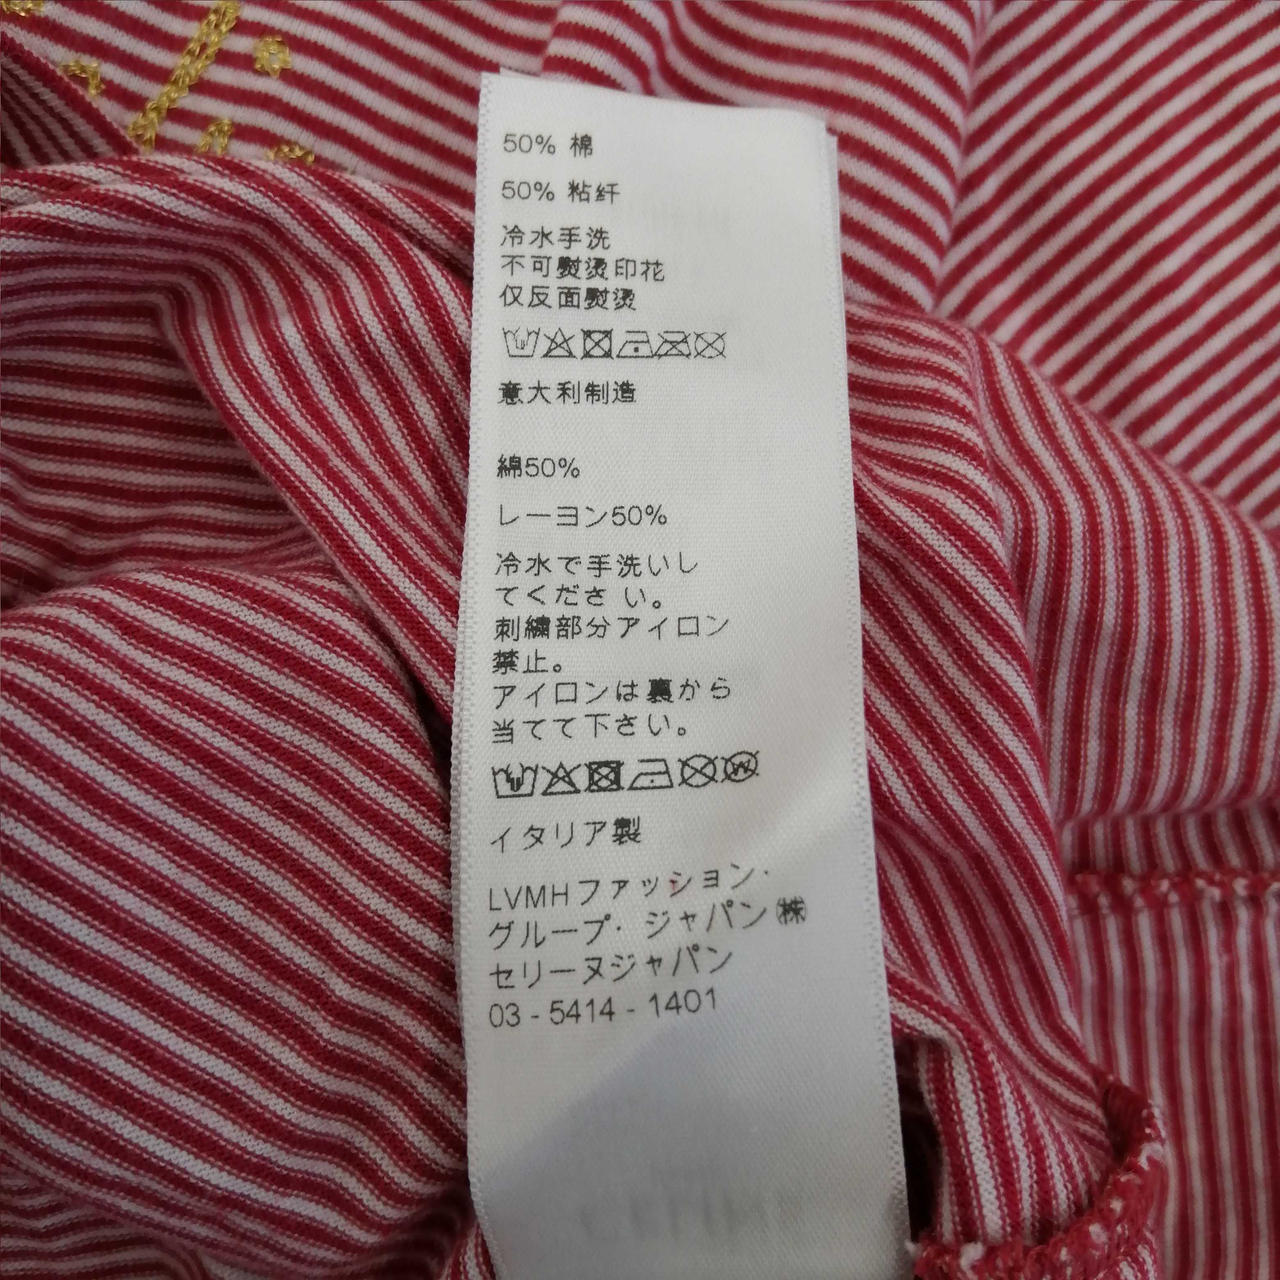 50% 棉
50% 粘纤
冷水手洗
不可熨烫印花
仅反面熨烫
意大利制造
綿50%
レーヨン50%
冷水で手洗いし
てください。
刺繍部分アイロン
禁止。
アイロンは裏から
当てて下さい。
W
イタリア製
LVMHファッション・
グループ・ジャパン㈱
セリーヌジャパン
03 - 5414 - 1401